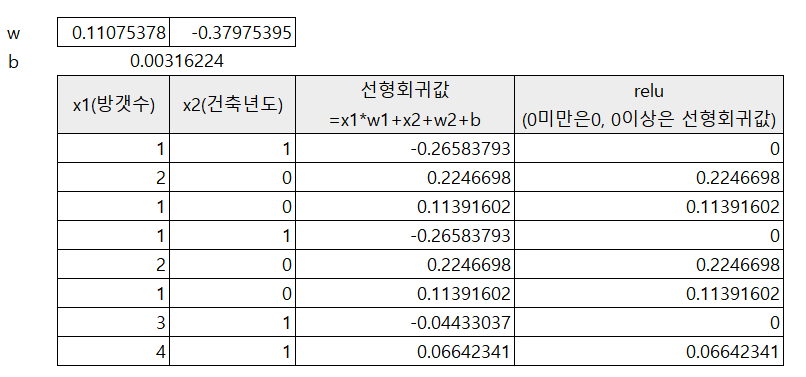 w 0.11075378 -0.37975395
b 0.00316224
x1(방갯수) x2(건축년도) 선형회귀값 relu
=x1*w1+x2+w2+b (0미만은0, 0이상은 선형회귀값)
1 1 -0.26583793 0
2 0 0.2246698 0.2246698
1 0 0.11391602 0.11391602
1 1 -0.26583793 0
2 0 0.2246698 0.2246698
1 0 0.11391602 0.11391602
3 1 -0.04433037 0
4 1 0.06642341 0.06642341